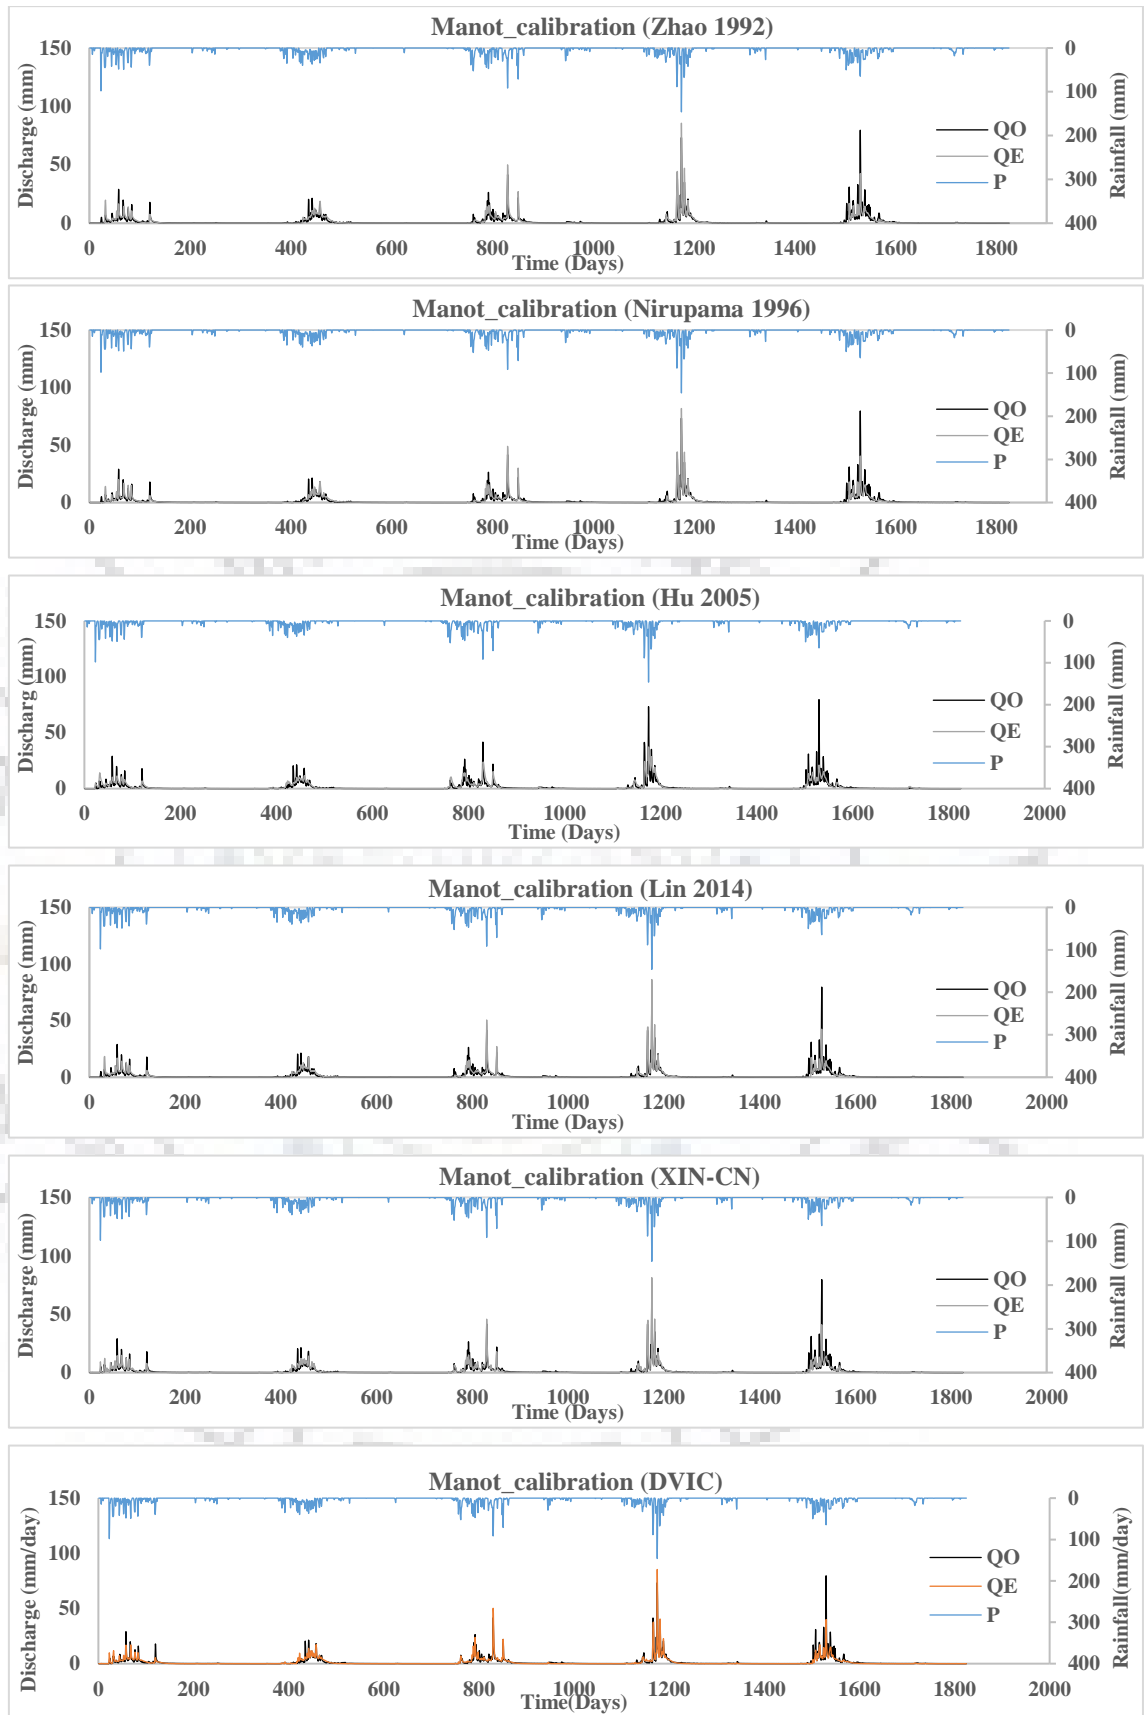 Manot_calibration (Zhao 1992)
150 100 50 0
Discharge (mm)
0 100 200 300 400
Rainfall (mm)
QO
QE
P
0 200 400 600 800 1000 1200 1400 1600 1800
Time (Days)
Manot_calibration (Nirupama 1996)
150 100 50 0
Discharge (mm)
0 100 200 300 400
Rainfall (mm)
QO
QE
P
0 200 400 600 800 1000 1200 1400 1600 1800
Time (Days)
Manot_calibration (Hu 2005)
150 100 50 0
Discharg (mm)
0 100 200 300 400
Rainfall (mm)
QO
QE
P
0 200 400 600 800 1000 1200 1400 1600 1800 2000
Time (Days)
Manot_calibration (Lin 2014)
150 100 50 0
Discharge (mm)
0 100 200 300 400
Rainfall (mm)
QO
QE
P
0 200 400 600 800 1000 1200 1400 1600 1800 2000
Time (Days)
Manot_calibration (XIN-CN)
150 100 50 0
Discharge (mm)
0 100 200 300 400
Rainfall (mm)
QO
QE
P
0 200 400 600 800 1000 1200 1400 1600 1800 2000
Time (Days)
Manot_calibration (DVIC)
150 100 50 0
Discharge (mm/day)
0 100 200 300 400
Rainfall(mm/day)
QO
QE
P
0 200 400 600 800 1000 1200 1400 1600 1800 2000
Time(Days)